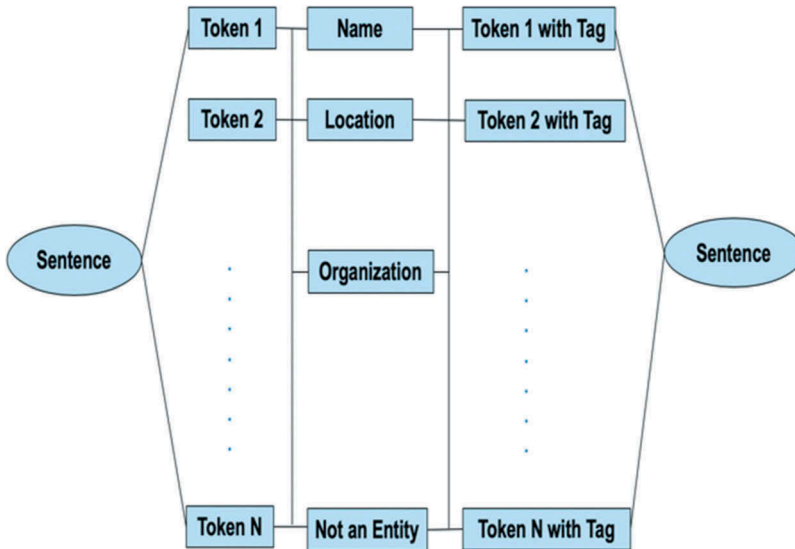 Token 1
Name
Token 1 with Tag
Token 2
Location
Token 2 with Tag
Sentence
Organization
Sentence
Token N
Not an Entity
Token N with Tag